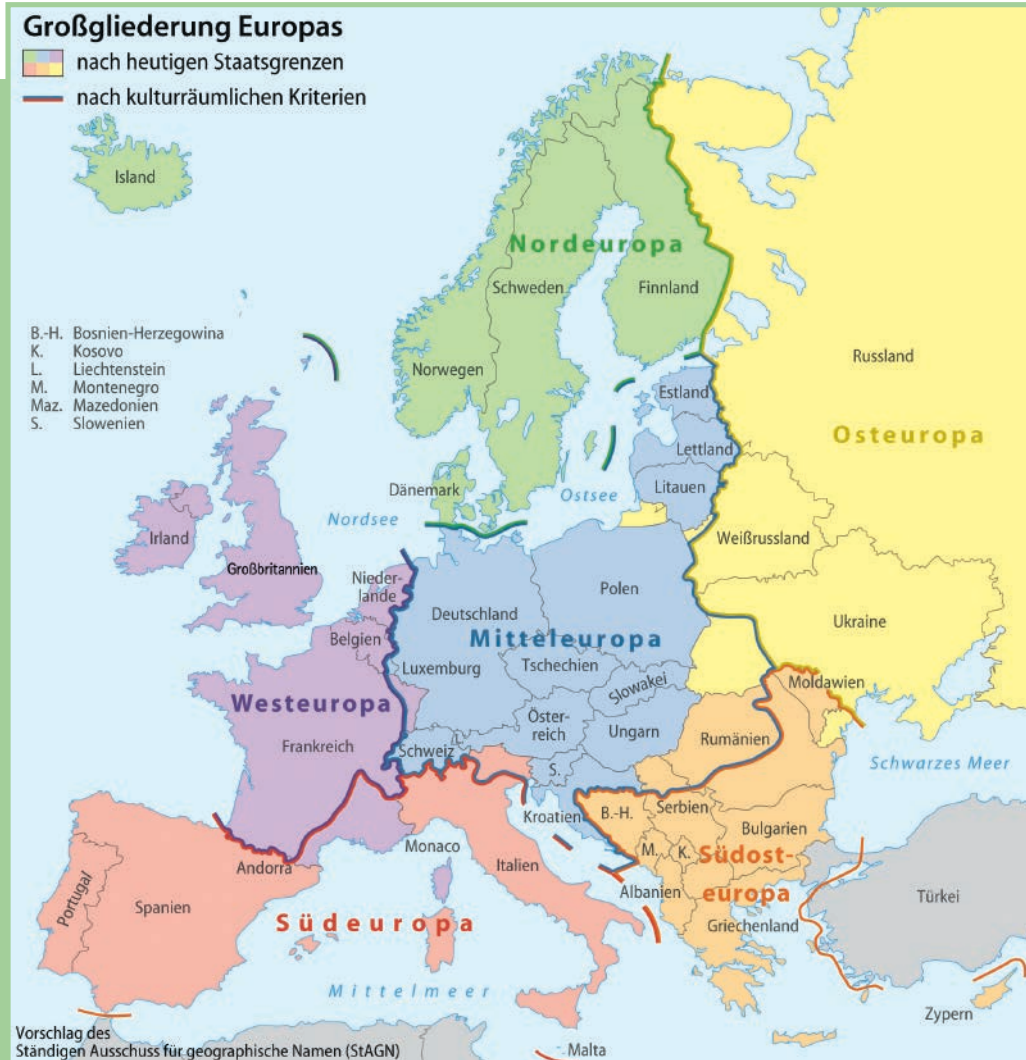 Großgliederung Europas
nach heutigen Staatsgrenzen
nach kulturräumlichen Kriterien
Island
Nordeuropa
Schweden
Finnland
B.-H. Bosnien-Herzegowina
K. Kosovo
L. Liechtenstein
M. Montenegro
Maz. Mazedonien
S. Slowenien
Norwegen
Russland
Estland
Osteuropa
Lettland
Dänemark
Ostsee
Litauen
Nordsee
Irland
Weißrussland
Großbritannien
Nieder-
lande
Polen
Deutschland
Ukraine
Belgien
Mitteleuropa
Luxemburg
Tschechien
Slowakei
Moldawien
Westeuropa
Öster-
reich
Ungarn
Rumänien
Frankreich
Schweiz
L.
S.
Schwarzes Meer
Kroatien
B.-H.
Serbien
Bulgarien
Monaco
Italien
M.
K.
Südost-
europa
Andorra
Albanien
Portugal
Spanien
Türkei
Südeuropa
Griechenland
Mittelmeer
Zypern
Vorschlag des
Ständigen Ausschuss für geographische Namen (StAGN)
Malta